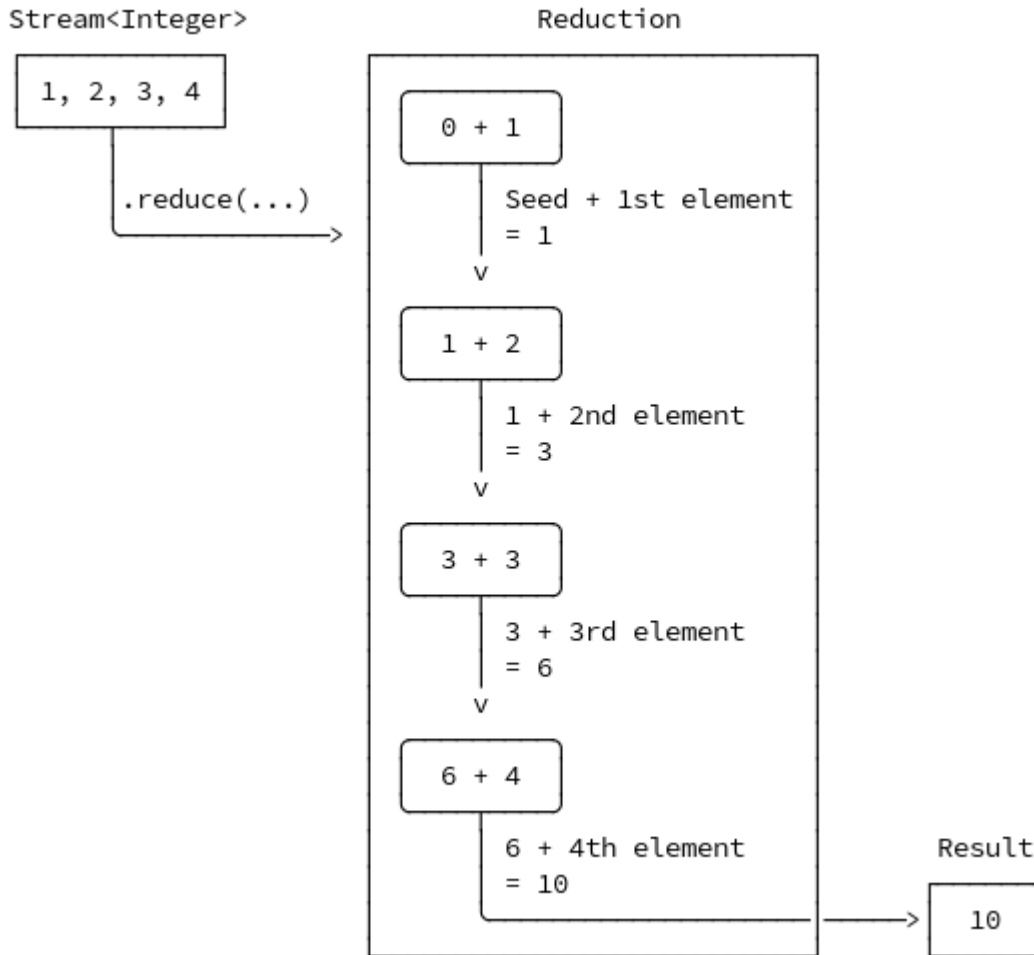 Stream<Integer>
Reduction
1, 2, 3, 4
.reduce(...)
0 + 1
Seed + 1st element
= 1
1 + 2
1 + 2nd element
= 3
3 + 3
3 + 3rd element
= 6
6 + 4
6 + 4th element
= 10
Result
10